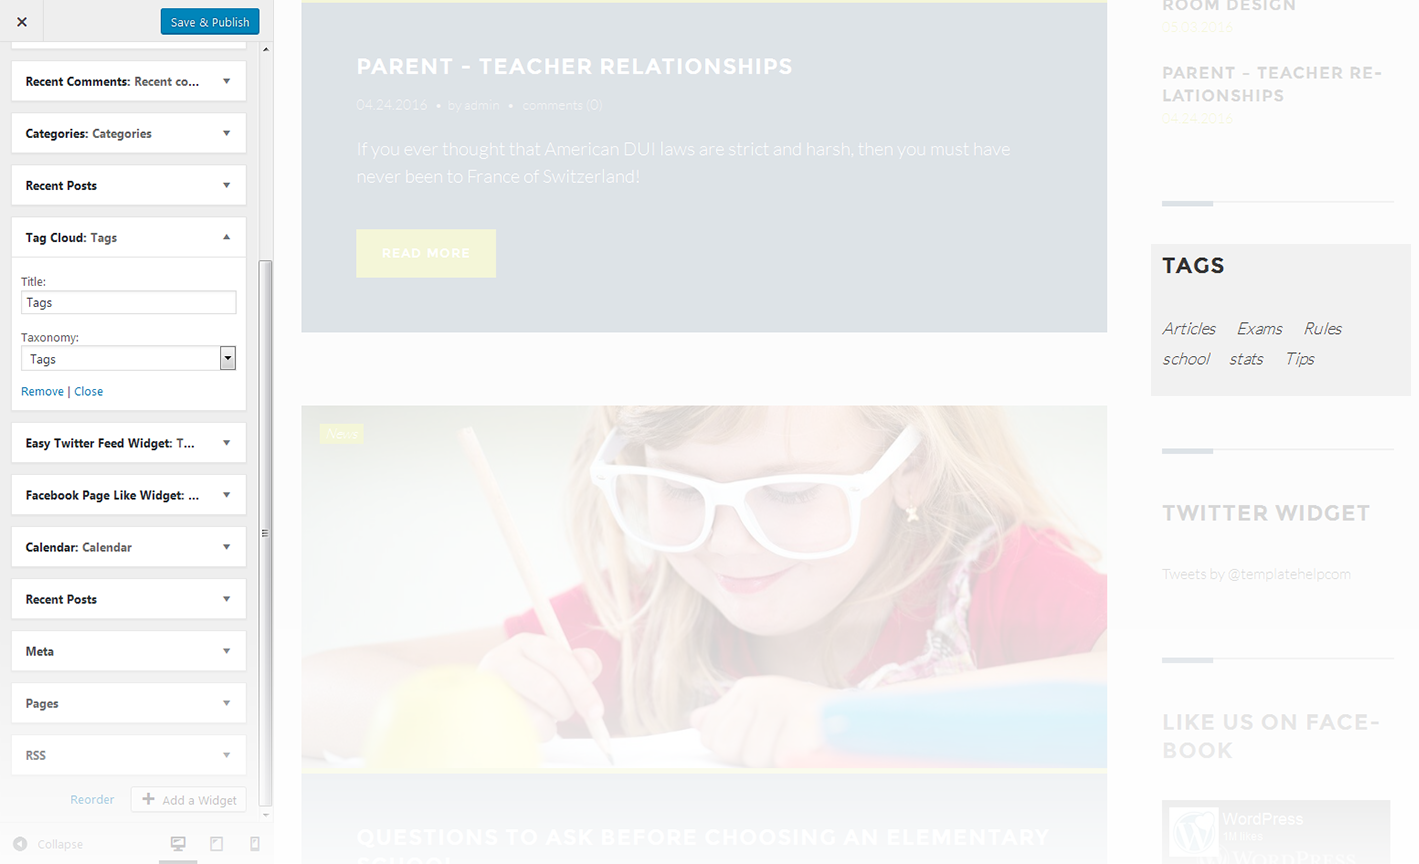 Save & Publish
Recent Comments: Recent co...
Categories: Categories
Recent Posts
Tag Cloud: Tags
Title:
Tags
Taxonomy:
Tags
Remove | Close
Easy Twitter Feed Widget: T...
Facebook Page Like Widget: ...
Calendar: Calendar
Recent Posts
Meta
Pages
RSS
Reorder
Add a Widget
Collapse
PARENT – TEACHER RELATIONSHIPS
04.24.2016 • by admin • comments (0)
If you ever thought that American DUI laws are strict and harsh, then you must have
never been to France of Switzerland!
READ MORE
News
QUESTIONS TO ASK BEFORE CHOOSING AN ELEMENTARY
SCHOOL
ROOM DESIGN
05.03.2016
PARENT – TEACHER RE-
LATIONSHIPS
04.24.2016
TAGS
Articles Exams Rules
school stats Tips
TWITTER WIDGET
Tweets by @templatehelpcom
LIKE US ON FACE-
BOOK
WordPress
WORDPRESS